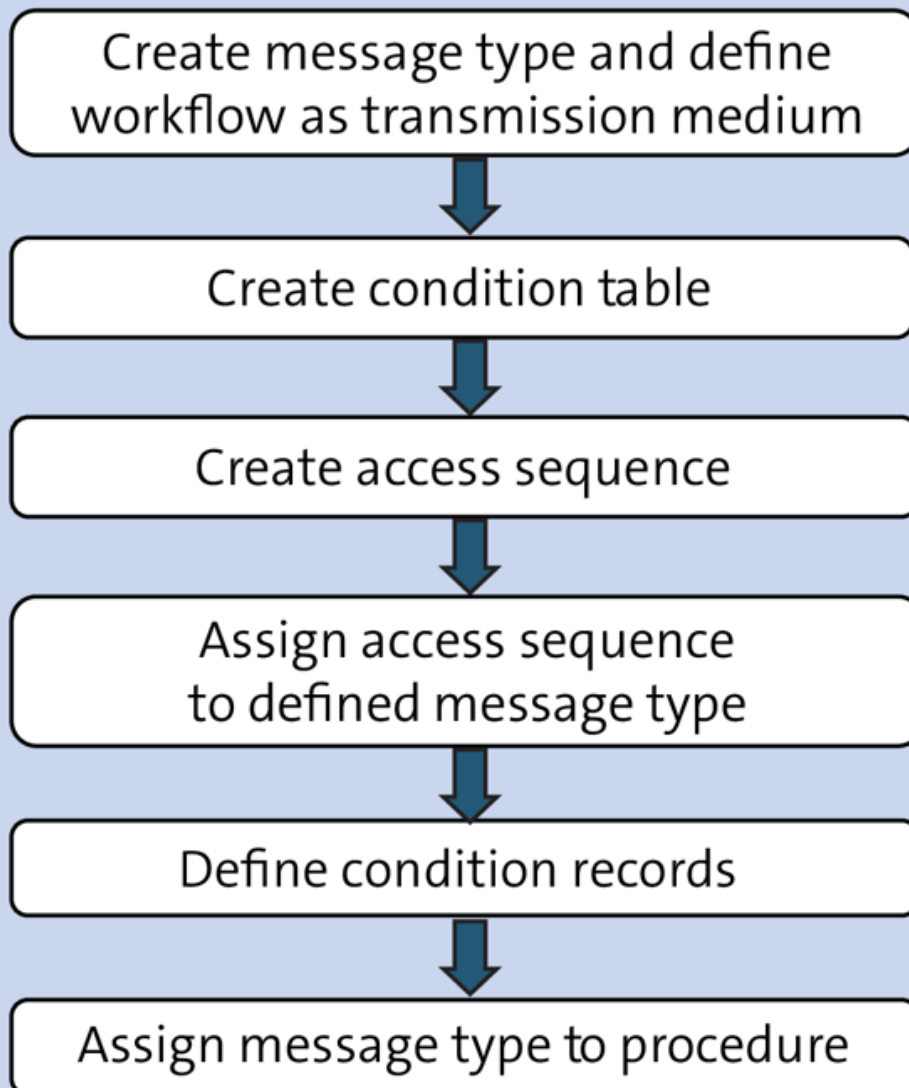 Create message type and define
workflow as transmission medium
Create condition table
Create access sequence
Assign access sequence
to defined message type
Define condition records
Assign message type to procedure